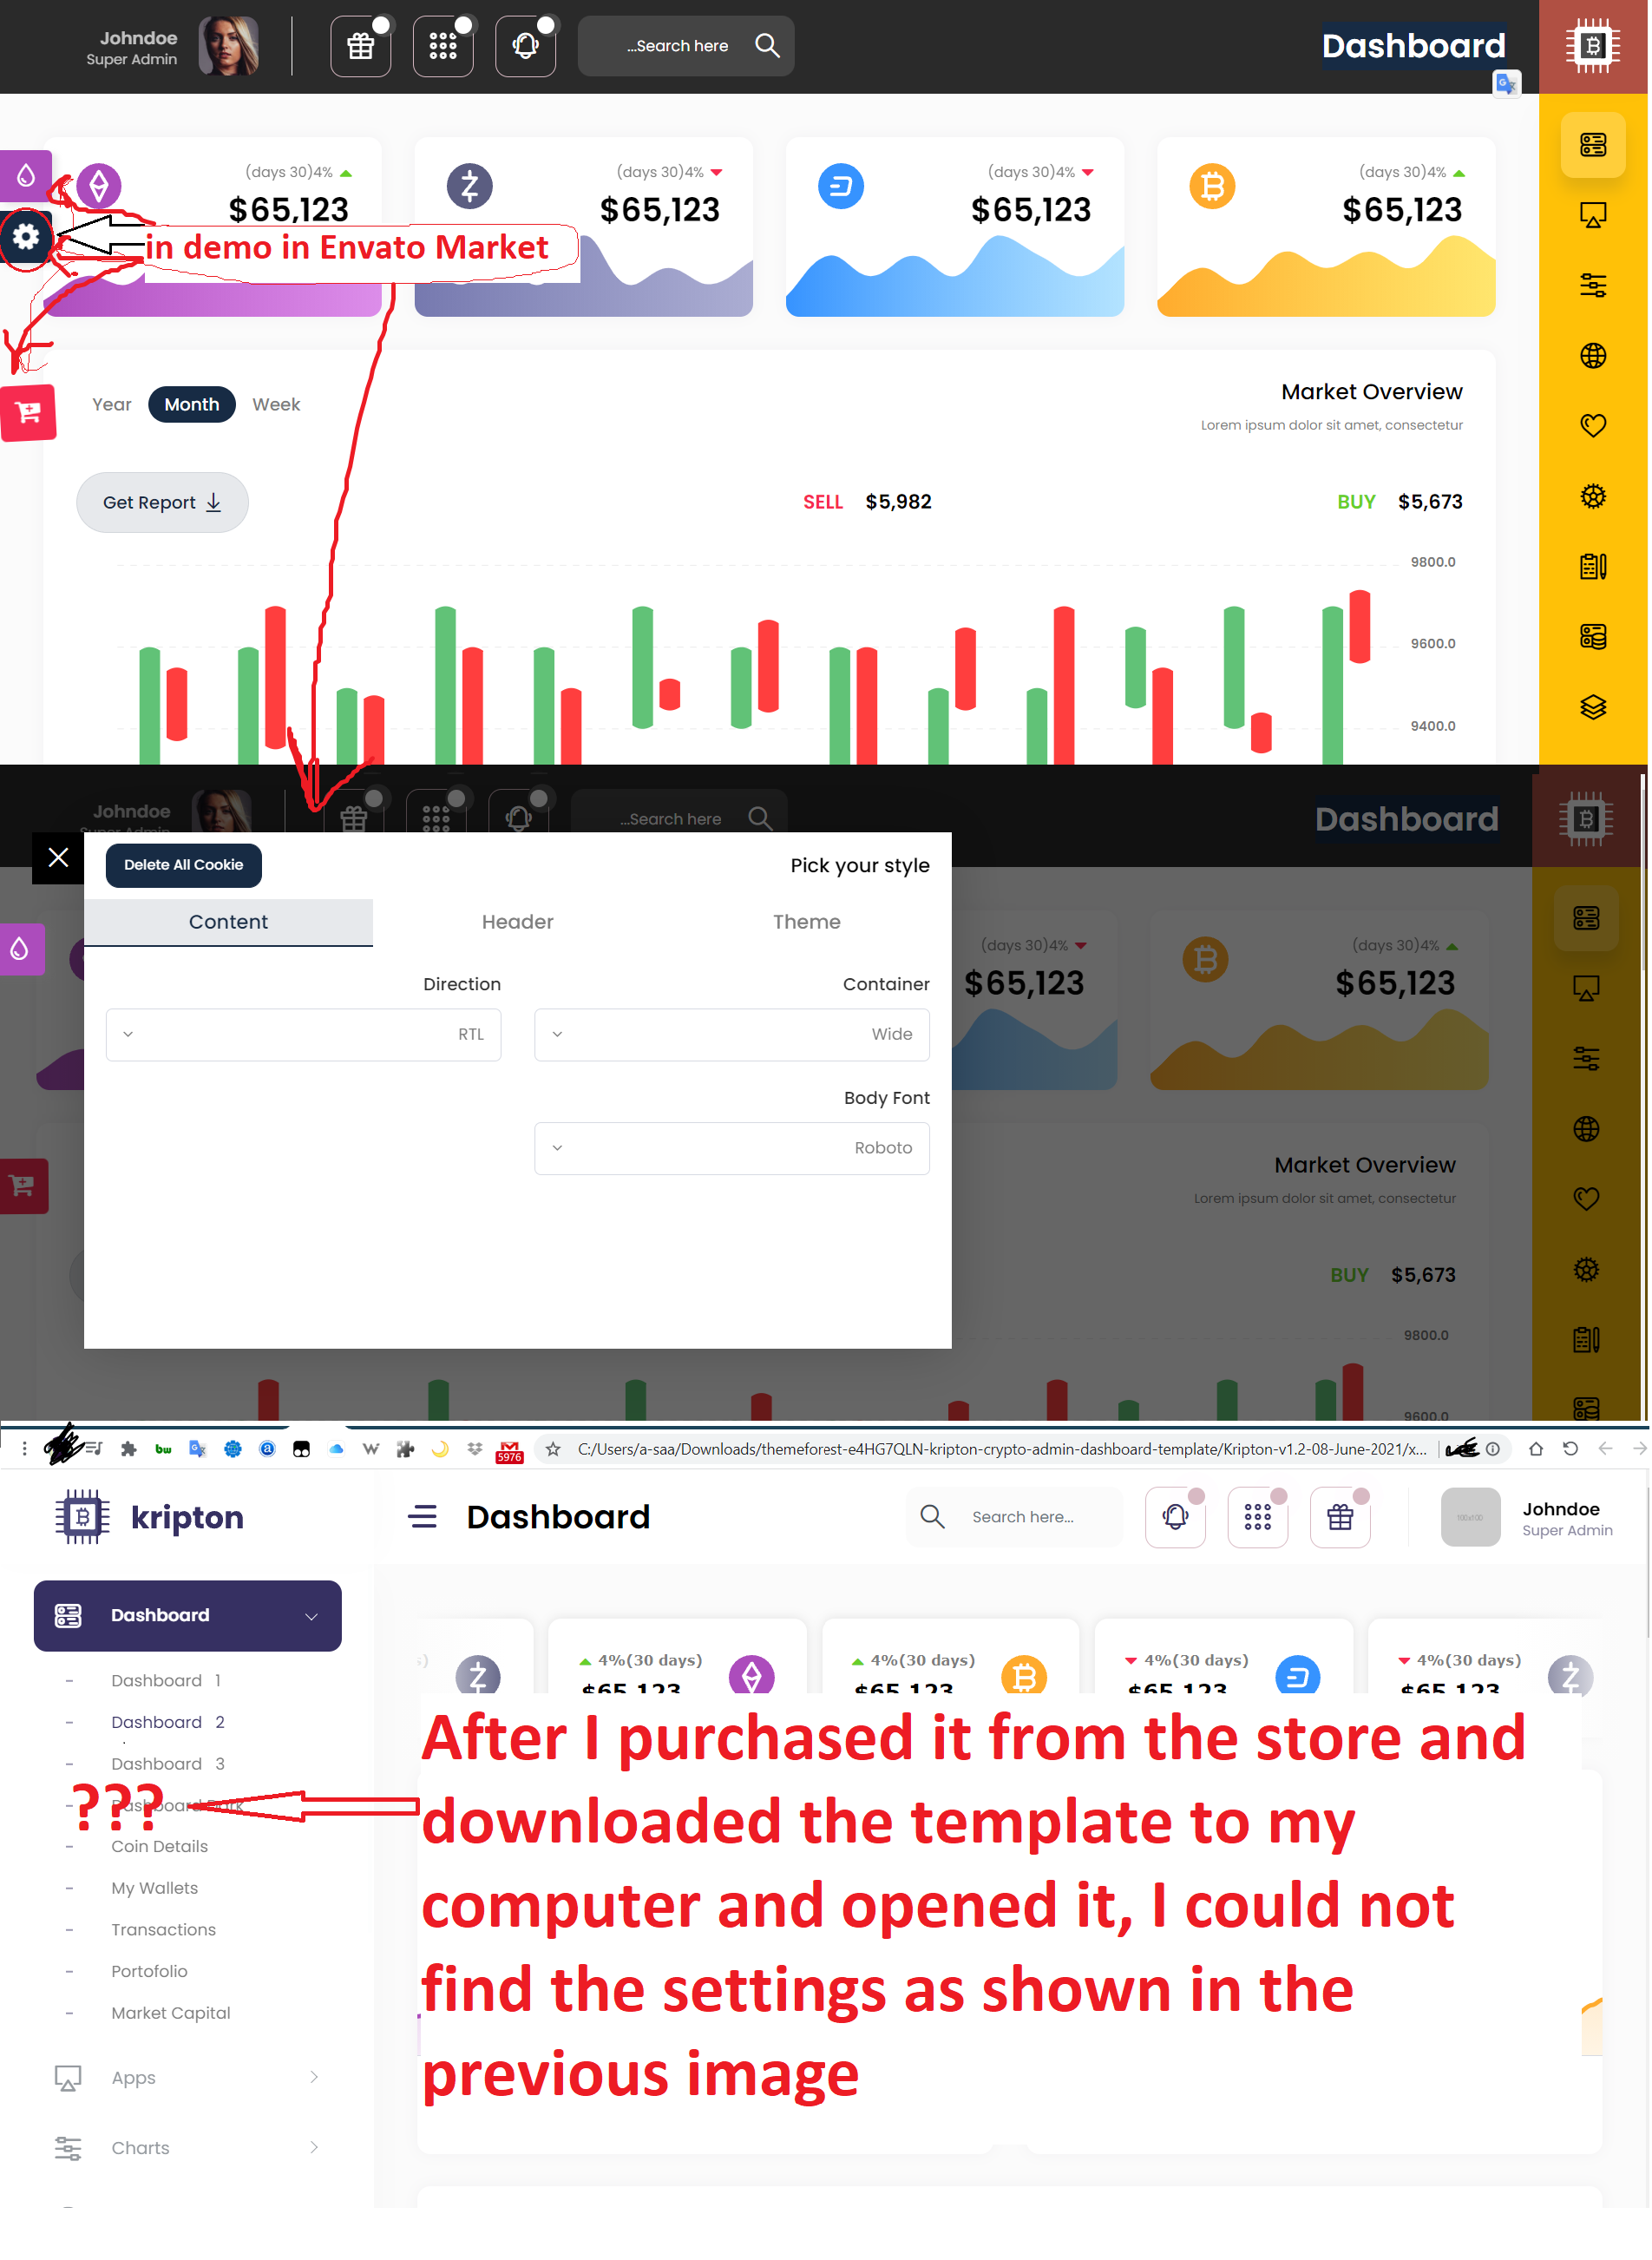 Johndoe
Super Admin
...Search here
Dashboard
(days 30)4%
$65,123
(days 30)4%
$65,123
(days 30)4%
$65,123
(days 30)4%
$65,123
in demo in Envato Market
Year Month Week
Market Overview
Lorem ipsum dolor sit amet, consectetur
Get Report
SELL $5,982
BUY $5,673
9800.0
9600.0
9400.0
Johndoe
Super Admin
...Search here
Dashboard
Delete All Cookie
Pick your style
Content
Header
Theme
(days 30)4%
$65,123
(days 30)4%
$65,123
Direction
Container
RTL
Wide
Body Font
Roboto
Market Overview
Lorem ipsum dolor sit amet, consectetur
BUY $5,673
9800.0
9600.0
5976
C:/Users/a-saa/Downloads/themeforest-e4HG7QLN-kripton-crypto-admin-dashboard-template/Kripton-v1.2-08-June-2021/x...
kripton
Dashboard
Search here...
100x100
Johndoe
Super Admin
Dashboard
4%(30 days)
$65,123
4%(30 days)
$65,123
4%(30 days)
$65,123
4%(30 days)
$65,123
- Dashboard 1
- Dashboard 2
- Dashboard 3
- Dashboard Dark
???
- Coin Details
- My Wallets
- Transactions
- Portofolio
- Market Capital
Apps
Charts
After I purchased it from the store and
downloaded the template to my
computer and opened it, I could not
find the settings as shown in the
previous image